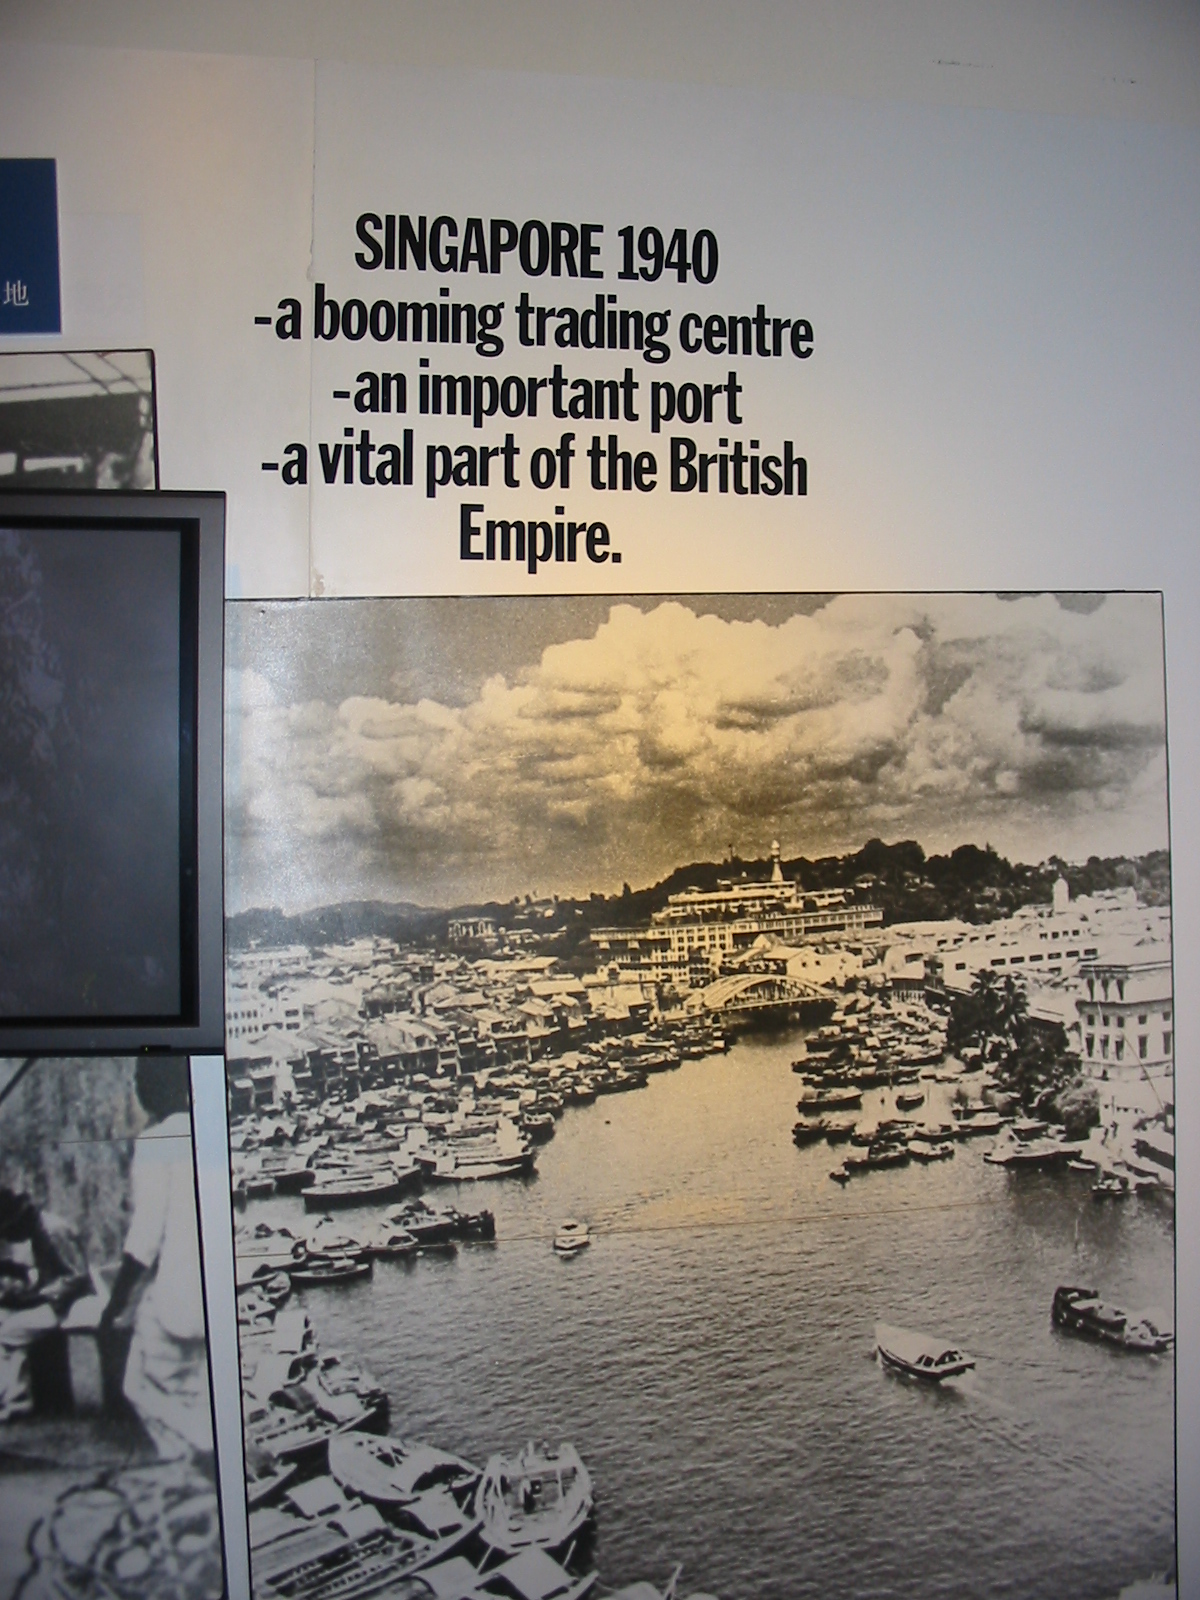 地
SINGAPORE 1940
-a booming trading centre
-an important port
-a vital part of the British
Empire.